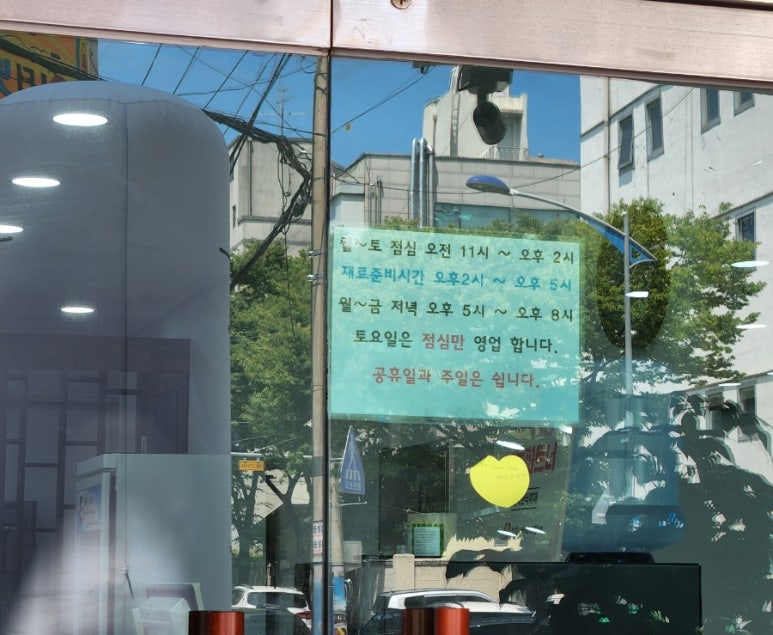 월~토 점심 오전 11시 ~ 오후 2시
재료준비시간 오후2시 ~ 오후 5시
월~금 저녁 오후 5시 ~ 오후 8시
토요일은 점심만 영업 합니다.
공휴일과 주일은 쉽니다.